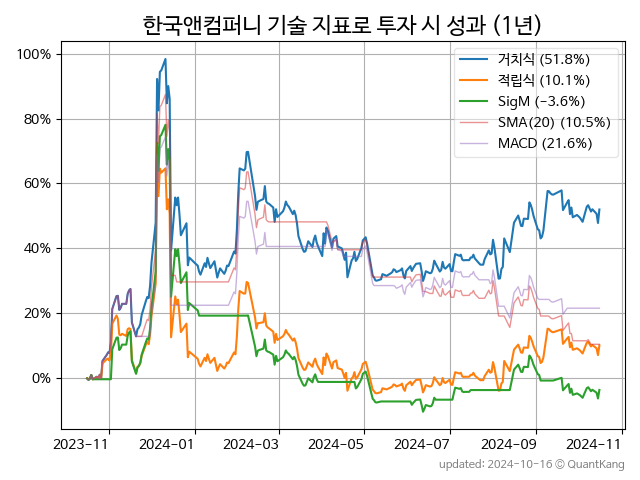 한국앤컴퍼니 기술 지표로 투자 시 성과 (1년)
거치식 (51.8%)
적립식 (10.1%)
SigM (−3.6%)
SMA(20) (10.5%)
MACD (21.6%)
100%
80%
60%
40%
20%
0%
2023-11 2024-01 2024-03 2024-05 2024-07 2024-09 2024-11
updated: 2024-10-16 © QuantKang